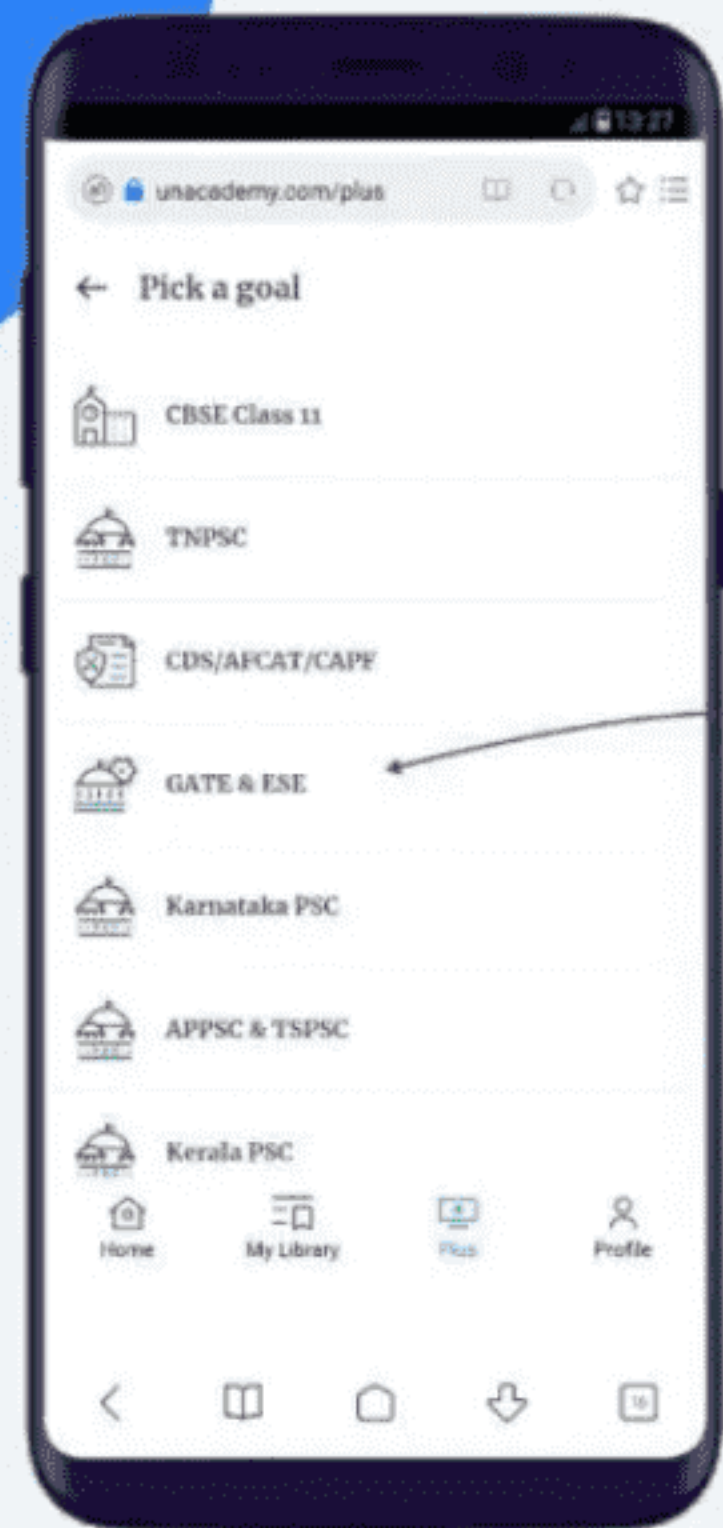 13:27
unacademy.com/plus
Pick a goal
CBSE Class 11
TNPSC
CDS/AFCAT/CAPF
GATE & ESE
Karnataka PSC
APPSC & TSPSC
Kerala PSC
Home My Library Plus Profile
16